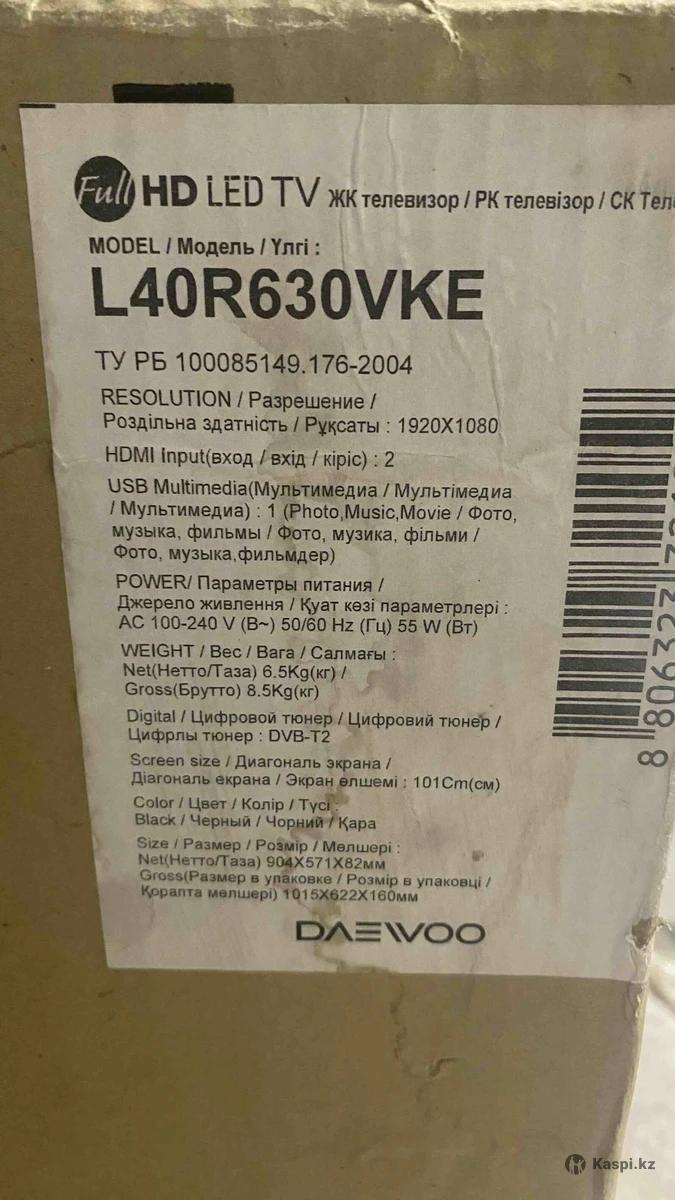 Full HD LED TV ЖК телевизор / РК телевізор / СК
MODEL / Модель / Үлгі :
L40R630VKE
ТУ РБ 100085149.176-2004
RESOLUTION / Разрешение /
Роздільна здатність / Рұқсаты : 1920X1080
HDMI Input(вход / вхід / кіріс) : 2
USB Multimedia(Мультимедиа / Мультімедиа
/ Мультимедиа) : 1 (Photo,Music,Movie / Фото,
музыка, фильмы / Фото, музика, фільми /
Фото, музыка,фильмдер)
POWER/ Параметры питания /
Джерело живлення / Қуат көзі параметрлері :
AC 100-240 V (В~) 50/60 Hz (Гц) 55 W (Вт)
WEIGHT / Вес / Вага / Салмағы :
Net(Нетто/Таза) 6.5Kg(кг) /
Gross(Брутто) 8.5Kg(кг)
Digital / Цифровой тюнер / Цифровий тюнер /
Цифрлы тюнер : DVB-T2
Screen size / Диагональ экрана /
Діагональ екрана / Экран өлшемі : 101Cm(см)
Color / Цвет / Колір / Түсі :
Black / Черный / Чорний / Қара
Size / Размер / Розмір / Мөлшері :
Net(Нетто/Таза) 904X571X82мм
Gross(Размер в упаковке / Розмір в упаковці /
Қорапта мөлшері) 1015X622X160мм
DAEWOO
8 806323
Kaspi.kz